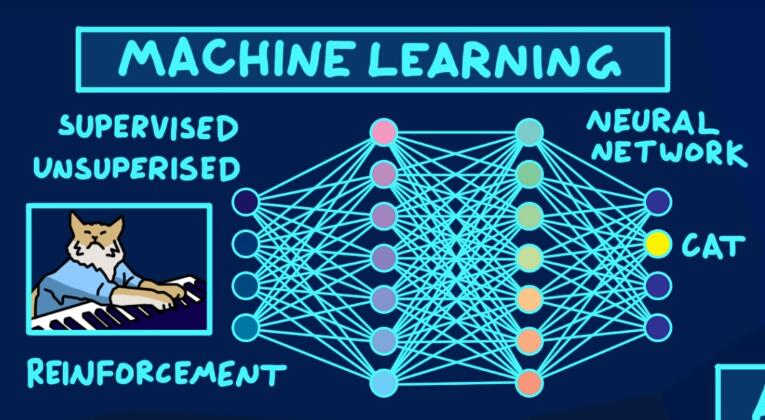 MACHINE LEARNING
SUPERVISED
UNSUPERISED
REINFORCEMENT
NEURAL
NETWORK
CAT